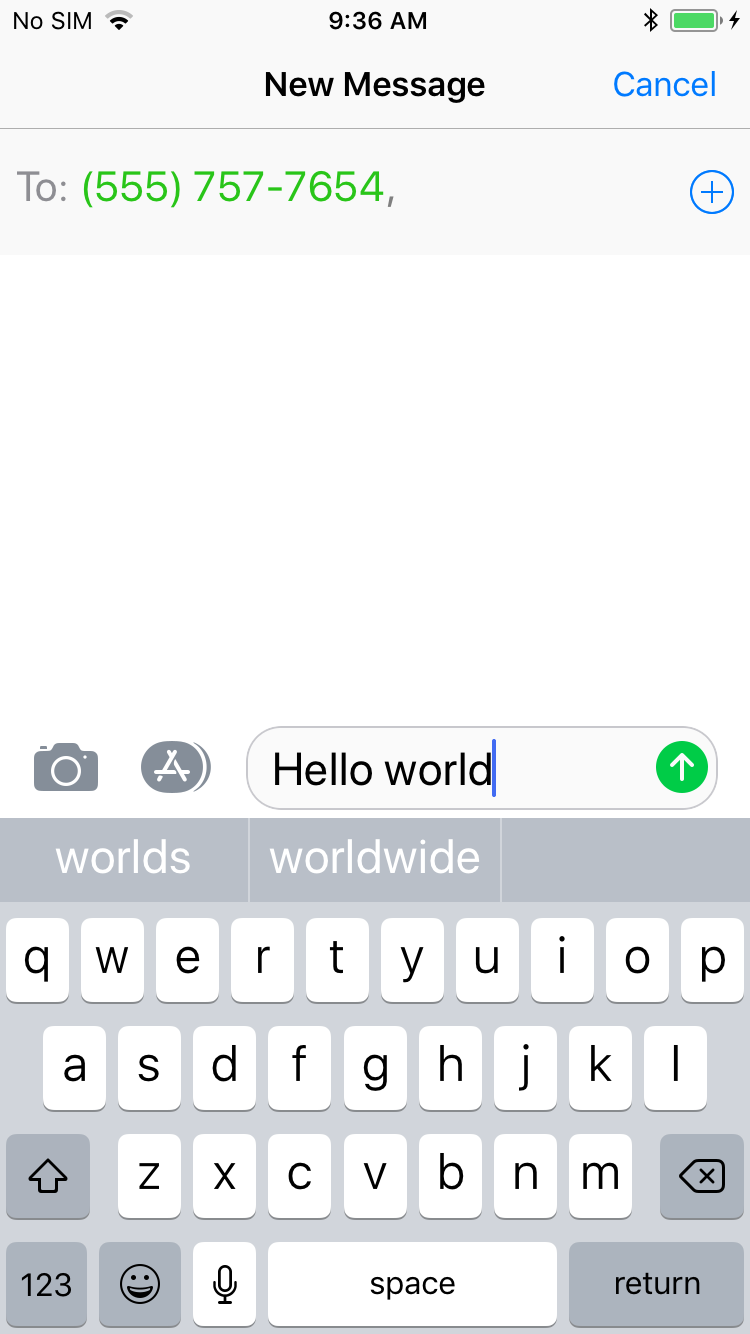 No SIM 9:36 AM
New Message Cancel
To: (555) 757-7654,
Hello world
worlds worldwide
q w e r t y u i o p
a s d f g h j k l
z x c v b n m
123 space return